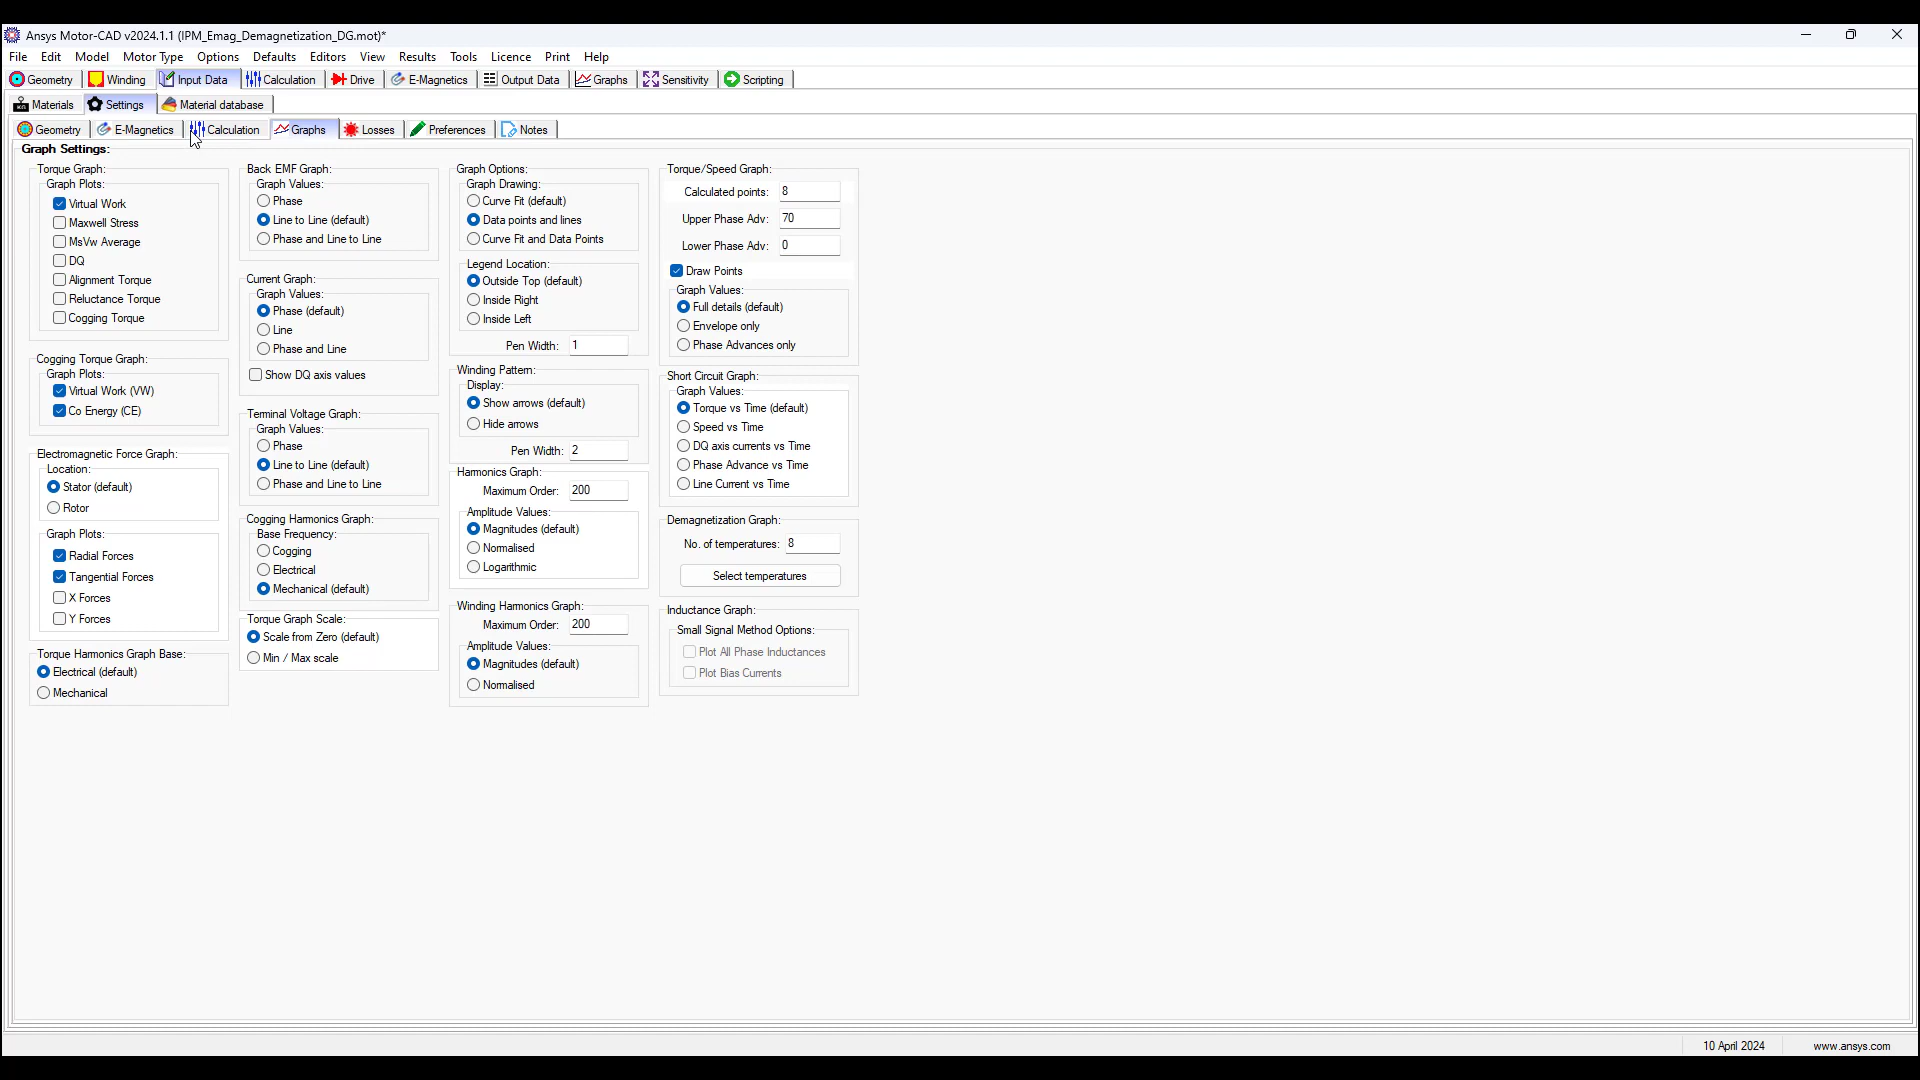 Ansys Motor-CAD v2024.1.1 (IPM_Emag_Demagnetization_DG.mot)*
File Edit Model Motor Type Options Defaults Editors View Results Tools Licence Print Help
Geometry Winding Input Data Calculation Drive E-Magnetics Output Data Graphs Sensitivity Scripting
Materials Settings Material database
Geometry E-Magnetics Calculation Graphs Losses Preferences Notes
Graph Settings:
Torque Graph:
Graph Plots:
Virtual Work
Maxwell Stress
MsVw Average
DQ
Alignment Torque
Reluctance Torque
Cogging Torque
Cogging Torque Graph:
Graph Plots:
Virtual Work (VW)
Co Energy (CE)
Electromagnetic Force Graph:
Location:
Stator (default)
Rotor
Graph Plots:
Radial Forces
Tangential Forces
X Forces
Y Forces
Torque Harmonics Graph Base:
Electrical (default)
Mechanical
Back EMF Graph:
Graph Values:
Phase
Line to Line (default)
Phase and Line to Line
Current Graph:
Graph Values:
Phase (default)
Line
Phase and Line
Show DQ axis values
Terminal Voltage Graph:
Graph Values:
Phase
Line to Line (default)
Phase and Line to Line
Cogging Harmonics Graph:
Base Frequency:
Cogging
Electrical
Mechanical (default)
Torque Graph Scale:
Scale from Zero (default)
Min / Max scale
Graph Options:
Graph Drawing:
Curve Fit (default)
Data points and lines
Curve Fit and Data Points
Legend Location:
Outside Top (default)
Inside Right
Inside Left
Pen Width: 1
Winding Pattern:
Display:
Show arrows (default)
Hide arrows
Pen Width: 2
Harmonics Graph:
Maximum Order: 200
Amplitude Values:
Magnitudes (default)
Normalised
Logarithmic
Winding Harmonics Graph:
Maximum Order: 200
Amplitude Values:
Magnitudes (default)
Normalised
Torque/Speed Graph:
Calculated points: 8
Upper Phase Adv: 70
Lower Phase Adv: 0
Draw Points
Graph Values:
Full details (default)
Envelope only
Phase Advances only
Short Circuit Graph:
Graph Values:
Torque vs Time (default)
Speed vs Time
DQ axis currents vs Time
Phase Advance vs Time
Line Current vs Time
Demagnetization Graph:
No. of temperatures: 8
Select temperatures
Inductance Graph:
Small Signal Method Options:
Plot All Phase Inductances
Plot Bias Currents
10 April 2024 www.ansys.com